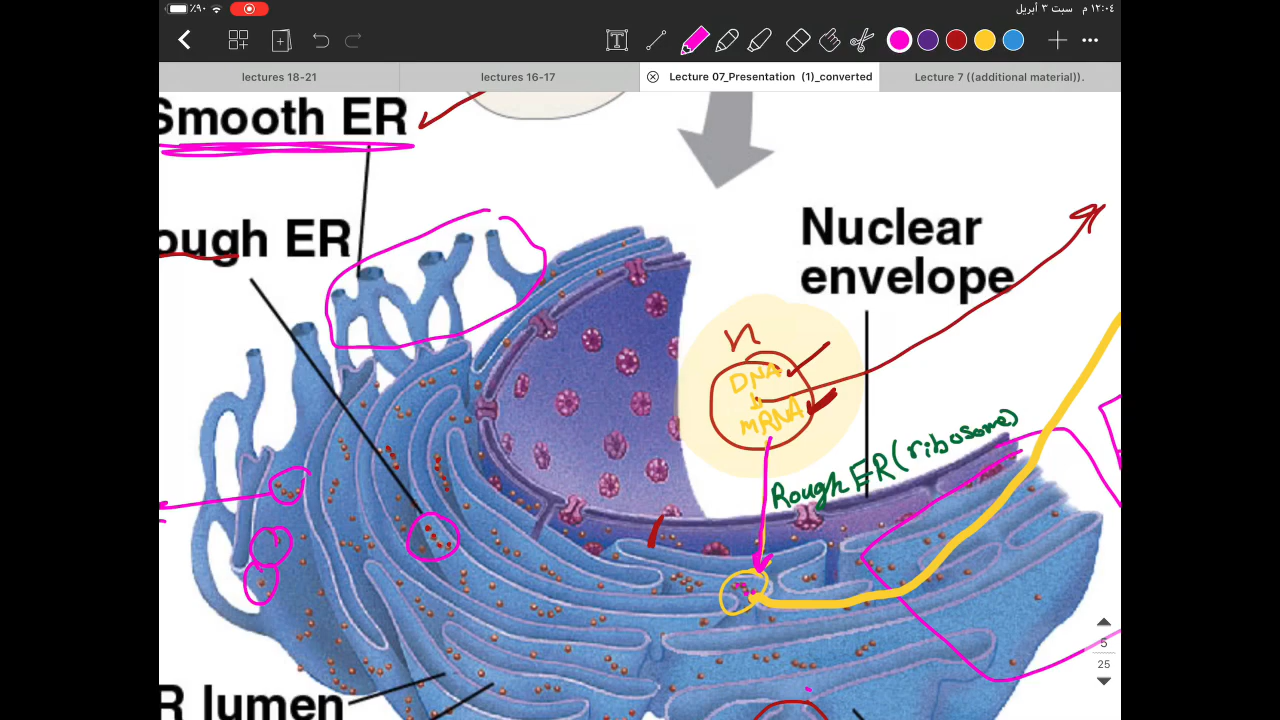 ٪٩٠
١٢:٠٤ م سبت ٣ أبريل
lectures 18-21
lectures 16-17
Lecture 07_Presentation (1)_converted
Lecture 7 ((additional material)).
Smooth ER
ough ER
Nuclear
envelope
n
DNA
mRNA
Rough ER (ribosome)
R lumen
5
25